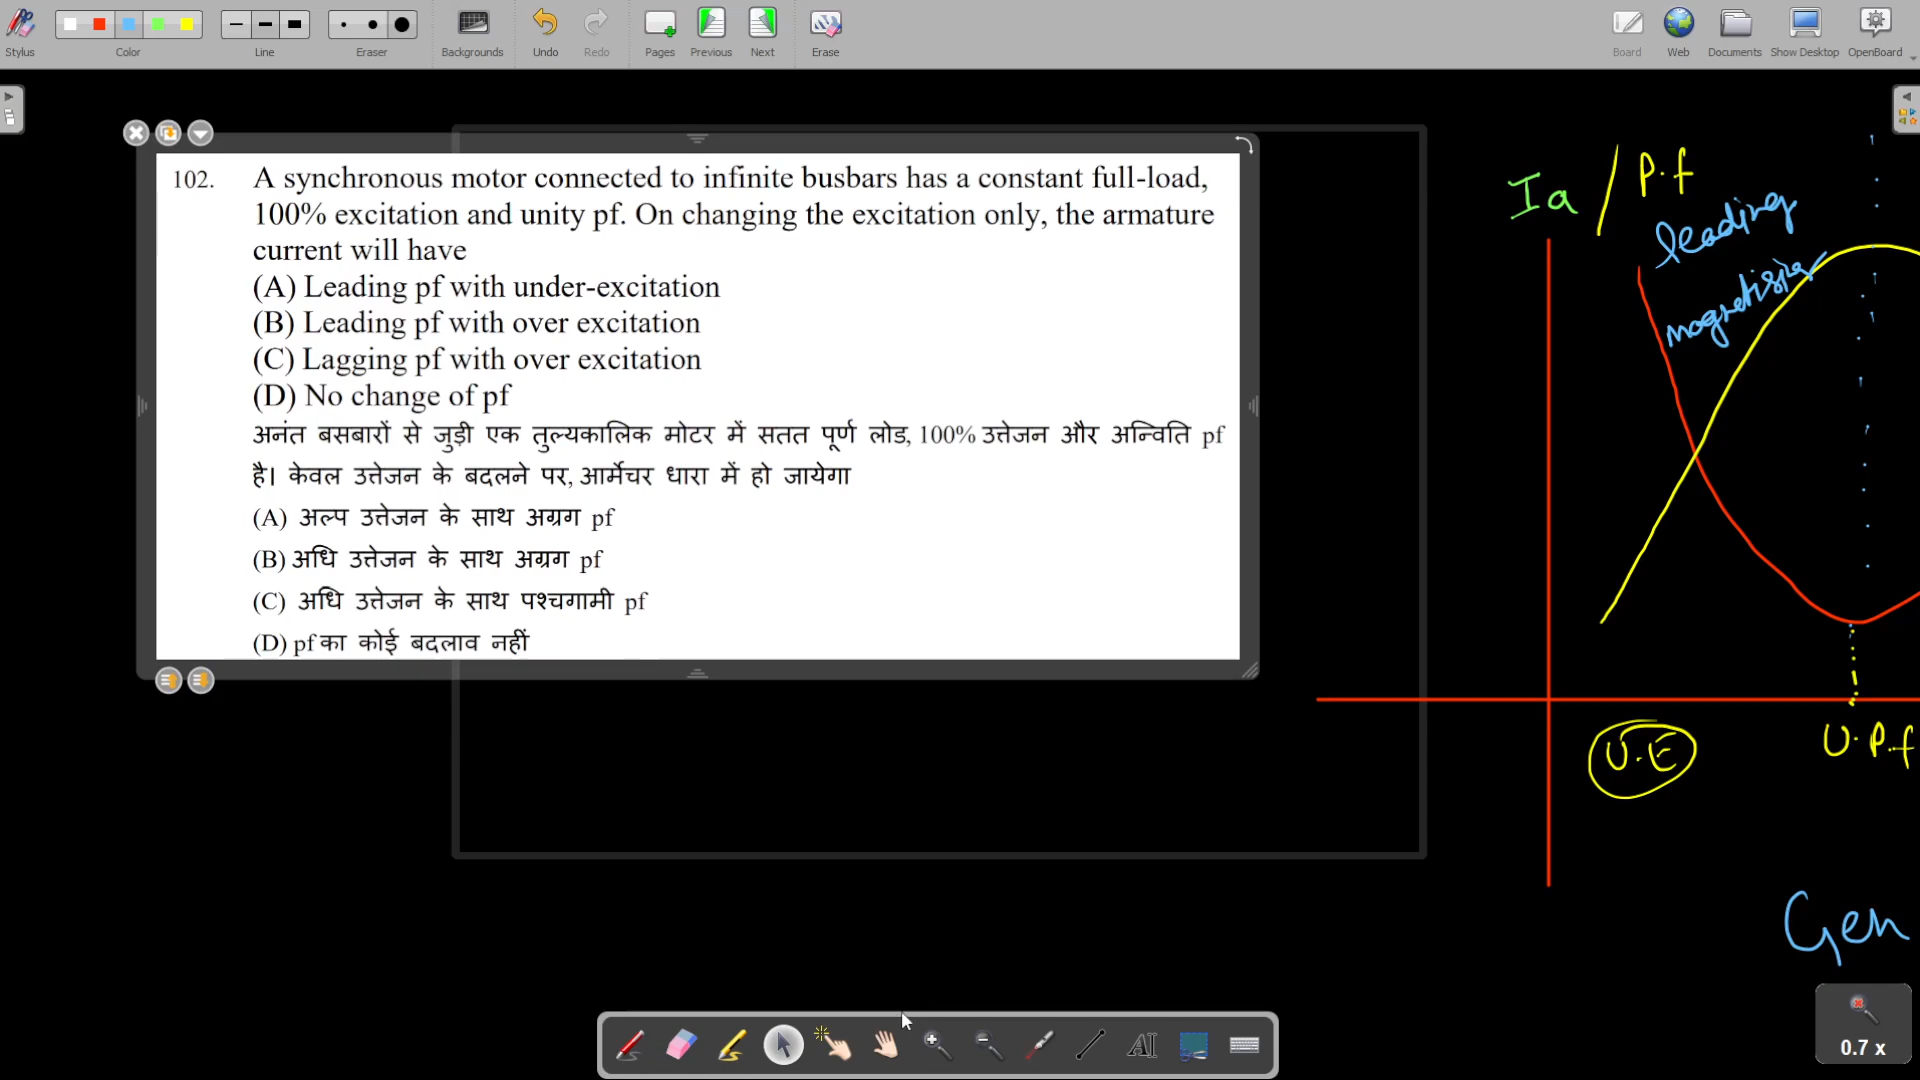 Stylus
Color
Line
Eraser
Backgrounds
Undo
Redo
Pages
Previous
Next
Erase
Board
Web
Documents
Show Desktop
OpenBoard
102. A synchronous motor connected to infinite busbars has a constant full-load,
100% excitation and unity pf. On changing the excitation only, the armature
current will have
(A) Leading pf with under-excitation
(B) Leading pf with over excitation
(C) Lagging pf with over excitation
(D) No change of pf
अनंत बसबारों से जुड़ी एक तुल्यकालिक मोटर में सतत पूर्ण लोड, 100% उत्तेजन और अन्विति pf
है। केवल उत्तेजन के बदलने पर, आर्मेचर धारा में हो जायेगा
(A) अल्प उत्तेजन के साथ अग्रग pf
(B) अधि उत्तेजन के साथ अग्रग pf
(C) अधि उत्तेजन के साथ पश्चगामी pf
(D) pf का कोई बदलाव नहीं
Ia / P.f
leading
U.E
U.P.f
Gen
AI
0.7 x